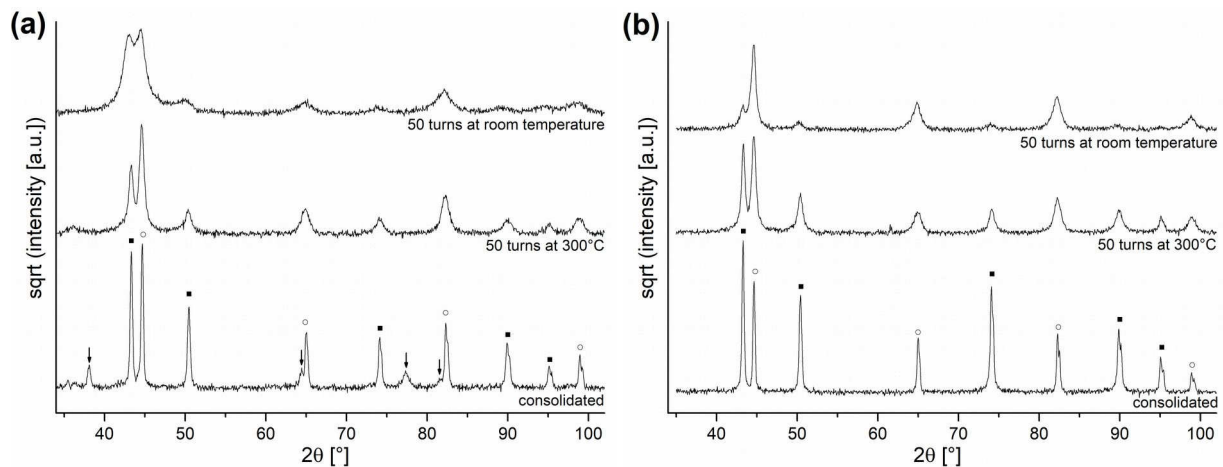 (a)
sqrt (intensity [a.u.])
50 turns at room temperature
50 turns at 300°C
consolidated
40 50 60 70 80 90 100
2θ [°]
(b)
sqrt (intensity [a.u.])
50 turns at room temperature
50 turns at 300°C
consolidated
40 50 60 70 80 90 100
2θ [°]